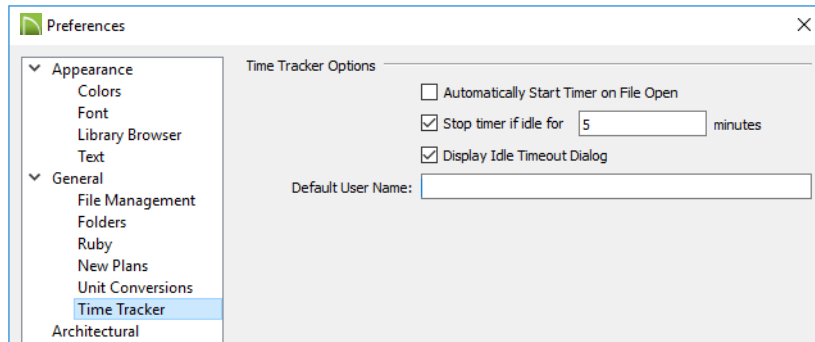 Preferences
Appearance
Colors
Font
Library Browser
Text
General
File Management
Folders
Ruby
New Plans
Unit Conversions
Time Tracker
Architectural
Time Tracker Options
Automatically Start Timer on File Open
Stop timer if idle for 5 minutes
Display Idle Timeout Dialog
Default User Name: